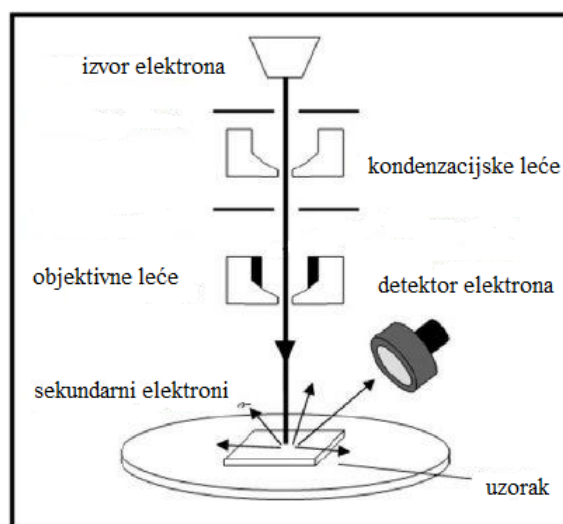 izvor elektrona
kondenzacijske leće
objektivne leće
detektor elektrona
sekundarni elektroni
uzorak